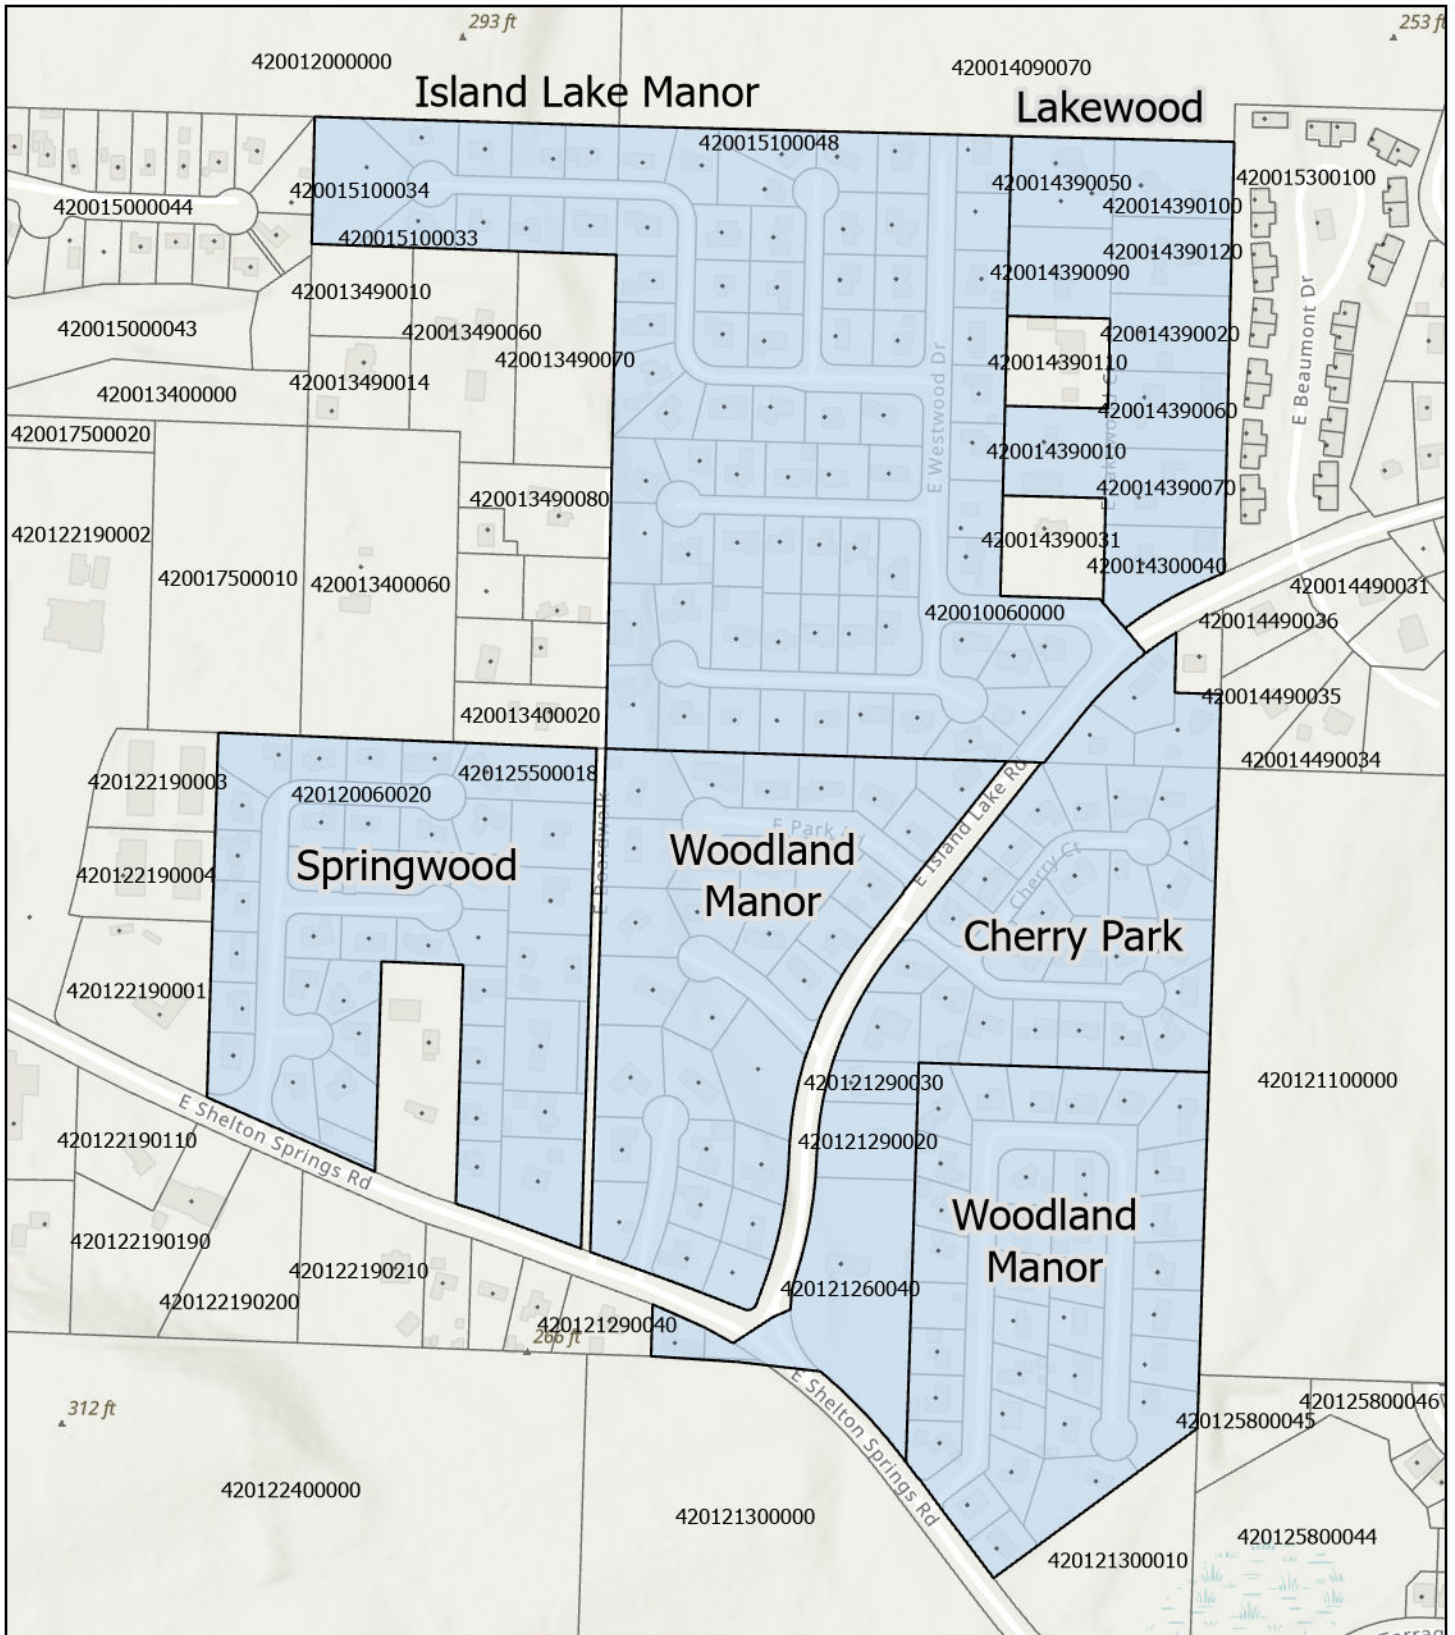 293 ft
253 ft
420012000000
420014090070
Island Lake Manor
Lakewood
420015100048
420015300100
420014390050
420015100034
420014390100
420015000044
420015100033
420014390120
420014390090
420013490010
420015000043
420013490060
420014390020
E Beaumont Dr
420013490070
420014390110
420013490014
420013400000
E Westwood Dr
420014390060
420017500020
420014390010
420014390070
420013490080
420122190002
420014390031
420014300040
420017500010
420013400060
420014490031
420010060000
420014490036
420014490035
420013400020
420014490034
420122190003
420125500018
420120060020
E Island Lake Rd
E Park
E Boardwalk
Springwood
Woodland
Manor
420122190004
Cherry Ct
Cherry Park
420122190001
420121290030
420121100000
E Shelton Springs Rd
420122190110
420121290020
Woodland
Manor
420122190190
420122190210
420121260040
420122190200
420121290040
266 ft
E Shelton Springs Rd
312 ft
420125800046
420125800045
420122400000
420121300000
420125800044
420121300010